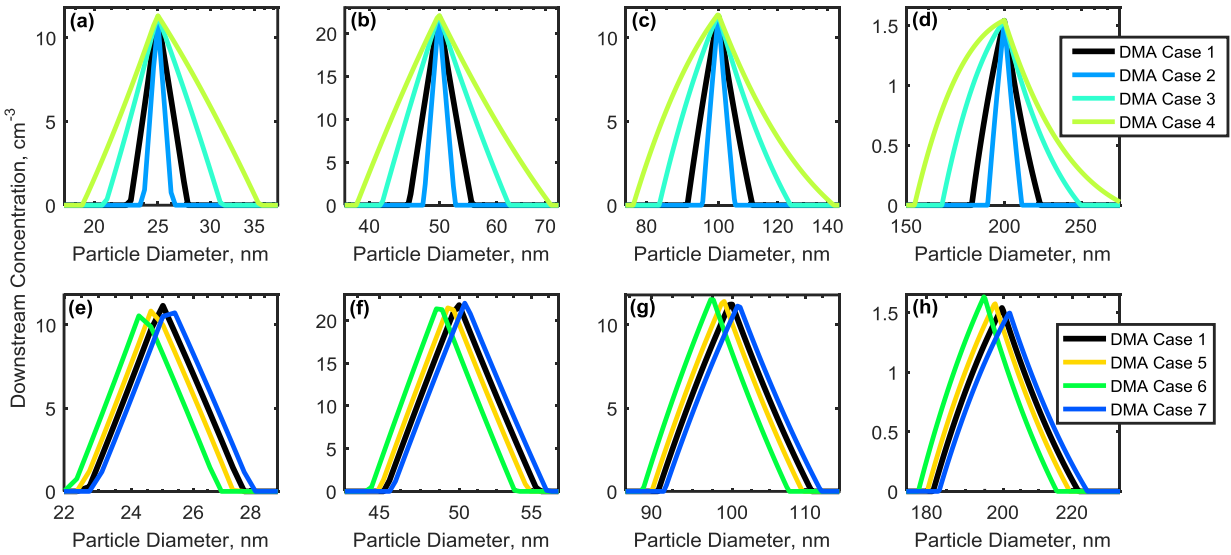 Downstream Concentration, cm-3
(a)
10
5
0
20 25 30 35
Particle Diameter, nm
(b)
20
15
10
5
0
40 50 60 70
Particle Diameter, nm
(c)
10
5
0
80 100 120 140
Particle Diameter, nm
(d)
1.5
1
0.5
0
150 200 250
Particle Diameter, nm
DMA Case 1
DMA Case 2
DMA Case 3
DMA Case 4
(e)
10
5
0
22 24 26 28
Particle Diameter, nm
(f)
20
15
10
5
0
45 50 55
Particle Diameter, nm
(g)
10
5
0
90 100 110
Particle Diameter, nm
(h)
1.5
1
0.5
0
180 200 220
Particle Diameter, nm
DMA Case 1
DMA Case 5
DMA Case 6
DMA Case 7